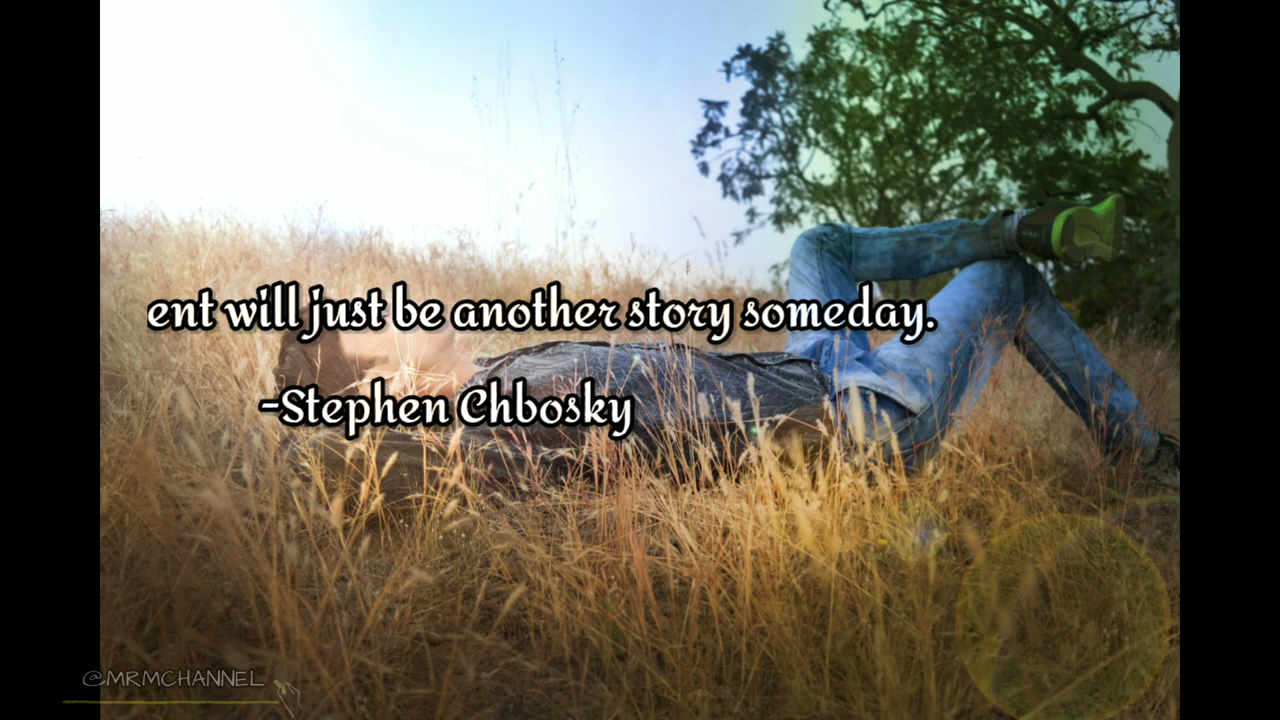 ent will just be another story someday.
-Stephen Chbosky
@MRMCHANNEL